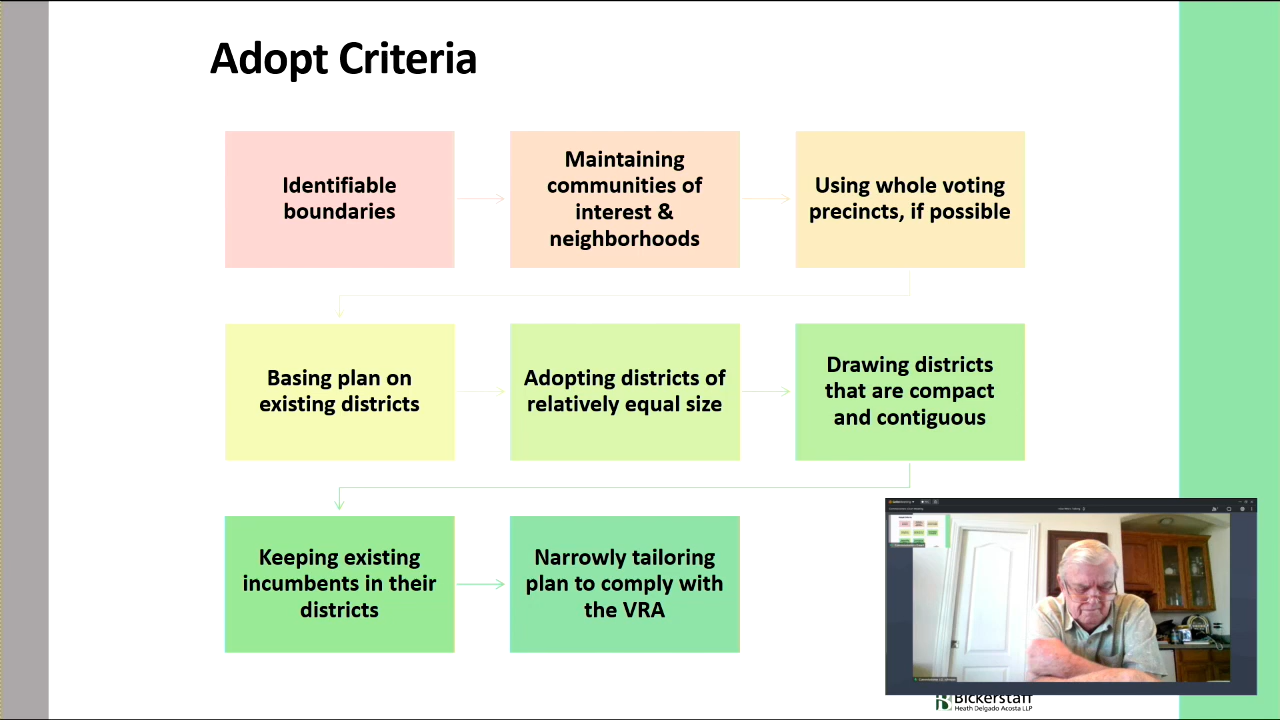 Adopt Criteria
Identifiable
boundaries
Maintaining
communities of
interest &
neighborhoods
Using whole voting
precincts, if possible
Basing plan on
existing districts
Adopting districts of
relatively equal size
Drawing districts
that are compact
and contiguous
Keeping existing
incumbents in their
districts
Narrowly tailoring
plan to comply with
the VRA
Bickerstaff
Heath Delgado Acosta LLP